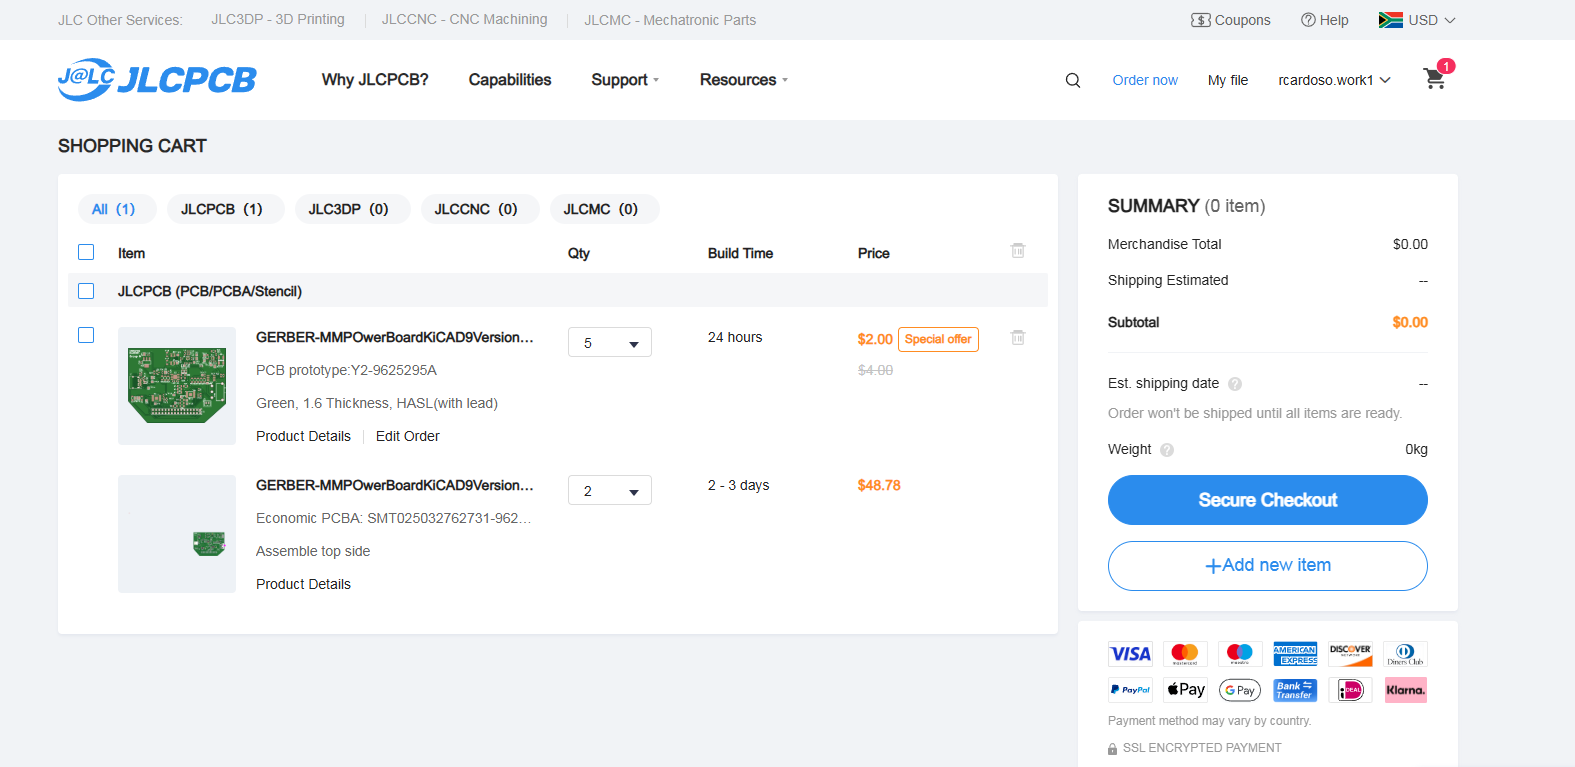 JLC Other Services: JLC3DP - 3D Printing JLCCNC - CNC Machining JLCMC - Mechatronic Parts Coupons Help USD
J@LC JLCPCB Why JLCPCB? Capabilities Support Resources Order now My file rcardoso.work1 1
SHOPPING CART
All (1) JLCPCB (1) JLC3DP (0) JLCCNC (0) JLCMC (0)
Item Qty Build Time Price
JLCPCB (PCB/PCBA/Stencil)
GERBER-MMPOwerBoardKiCAD9Version... 5 24 hours $2.00 Special offer
PCB prototype:Y2-9625295A $4.00
Green, 1.6 Thickness, HASL(with lead)
Product Details Edit Order
GERBER-MMPOwerBoardKiCAD9Version... 2 2 - 3 days $48.78
Economic PCBA: SMT025032762731-962...
Assemble top side
Product Details
SUMMARY (0 item)
Merchandise Total $0.00
Shipping Estimated --
Subtotal $0.00
Est. shipping date ? --
Order won't be shipped until all items are ready.
Weight ? 0kg
Secure Checkout
+Add new item
VISA mastercard maestro AMERICAN EXPRESS DISCOVER NETWORK Diners Club
PayPal Pay G Pay Bank Transfer iDEAL Klarna.
Payment method may vary by country.
SSL ENCRYPTED PAYMENT